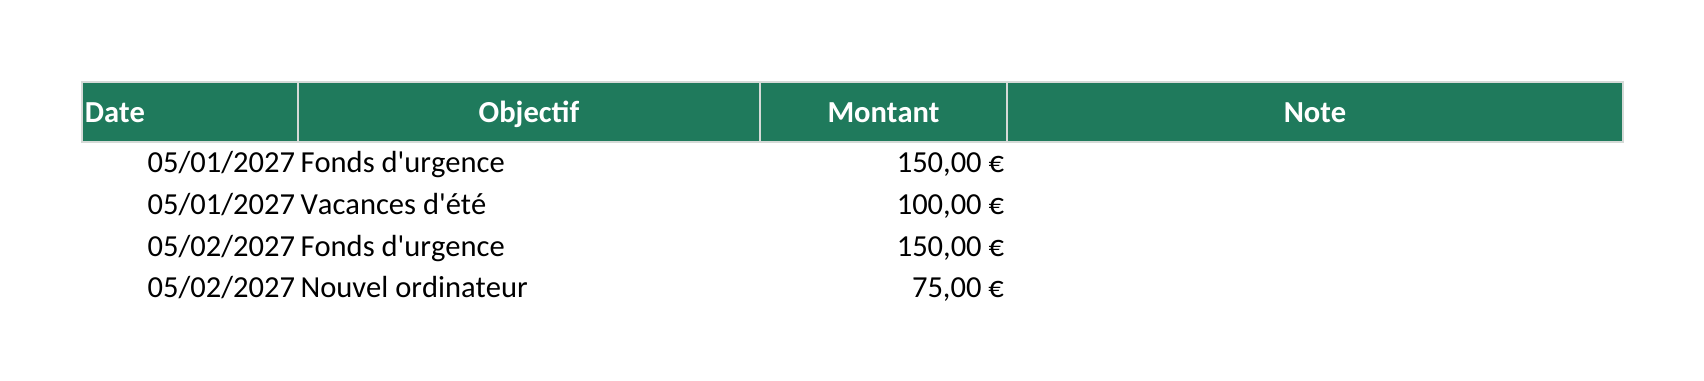 Date Objectif Montant Note
05/01/2027 Fonds d'urgence 150,00 €
05/01/2027 Vacances d'été 100,00 €
05/02/2027 Fonds d'urgence 150,00 €
05/02/2027 Nouvel ordinateur 75,00 €